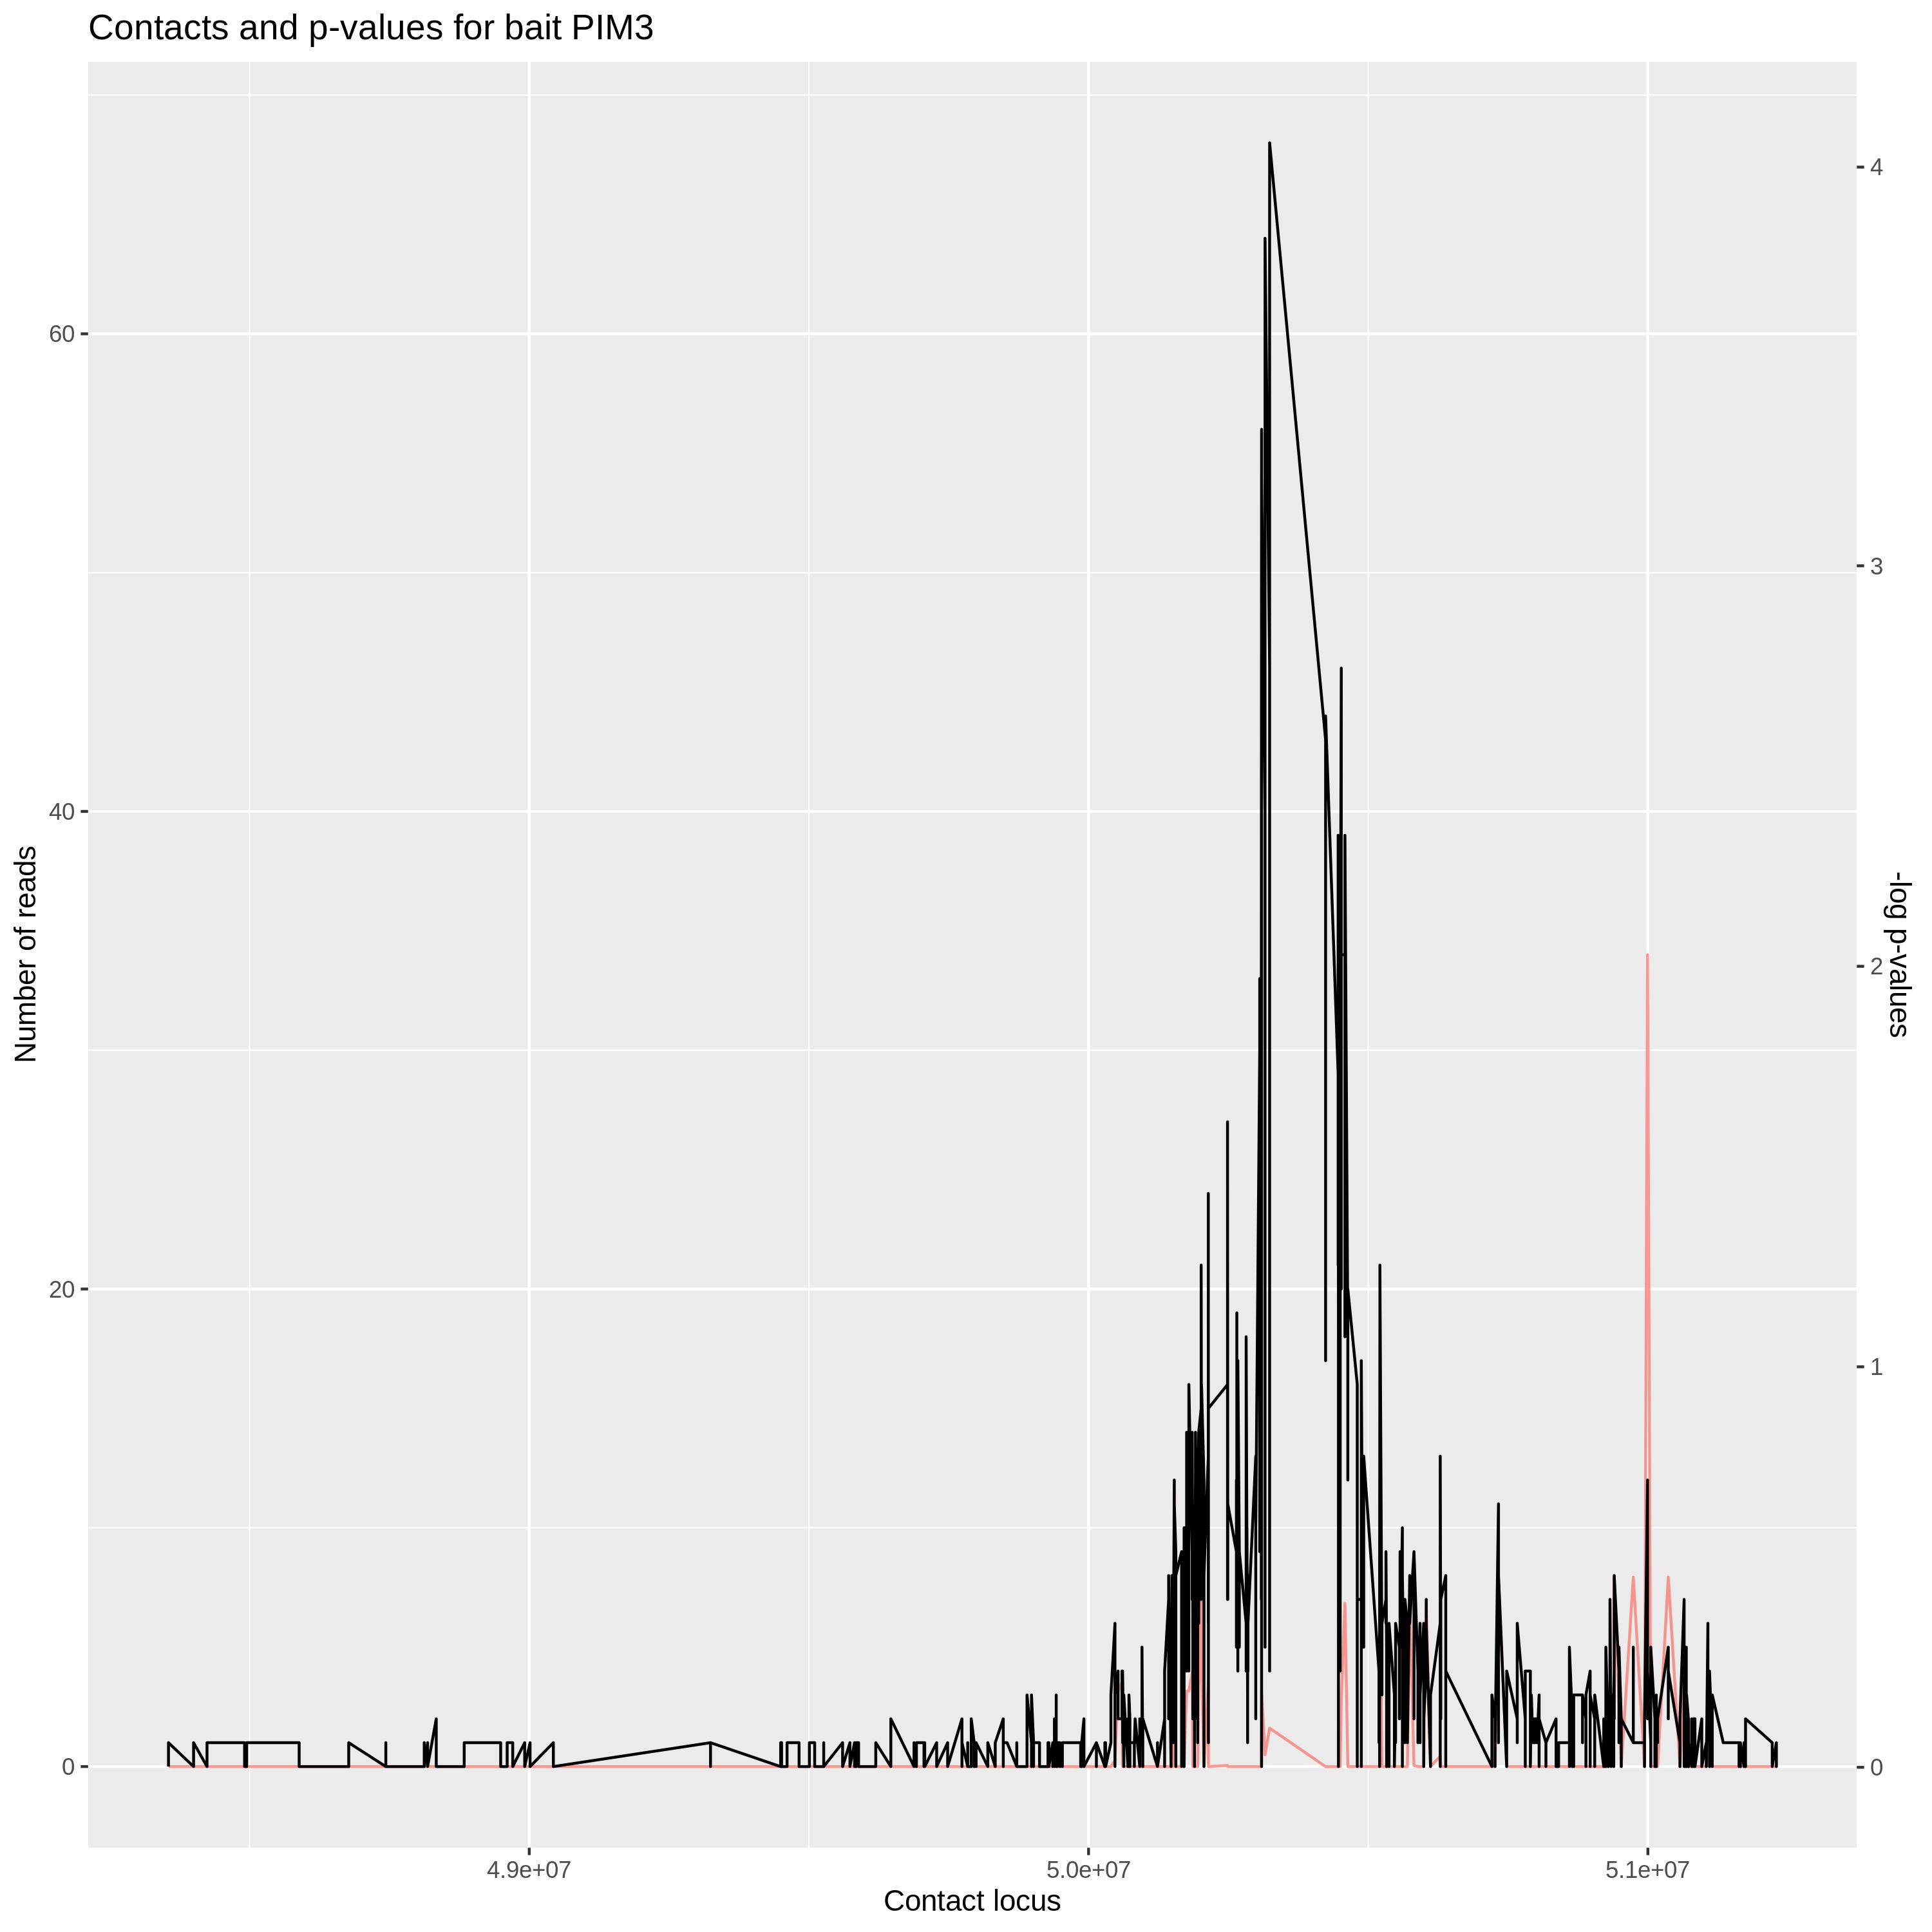 Contacts and p-values for bait PIM3
Number of reads
60
40
20
0
4
3
2
1
0
-log p-values
4.9e+07
5.0e+07
5.1e+07
Contact locus